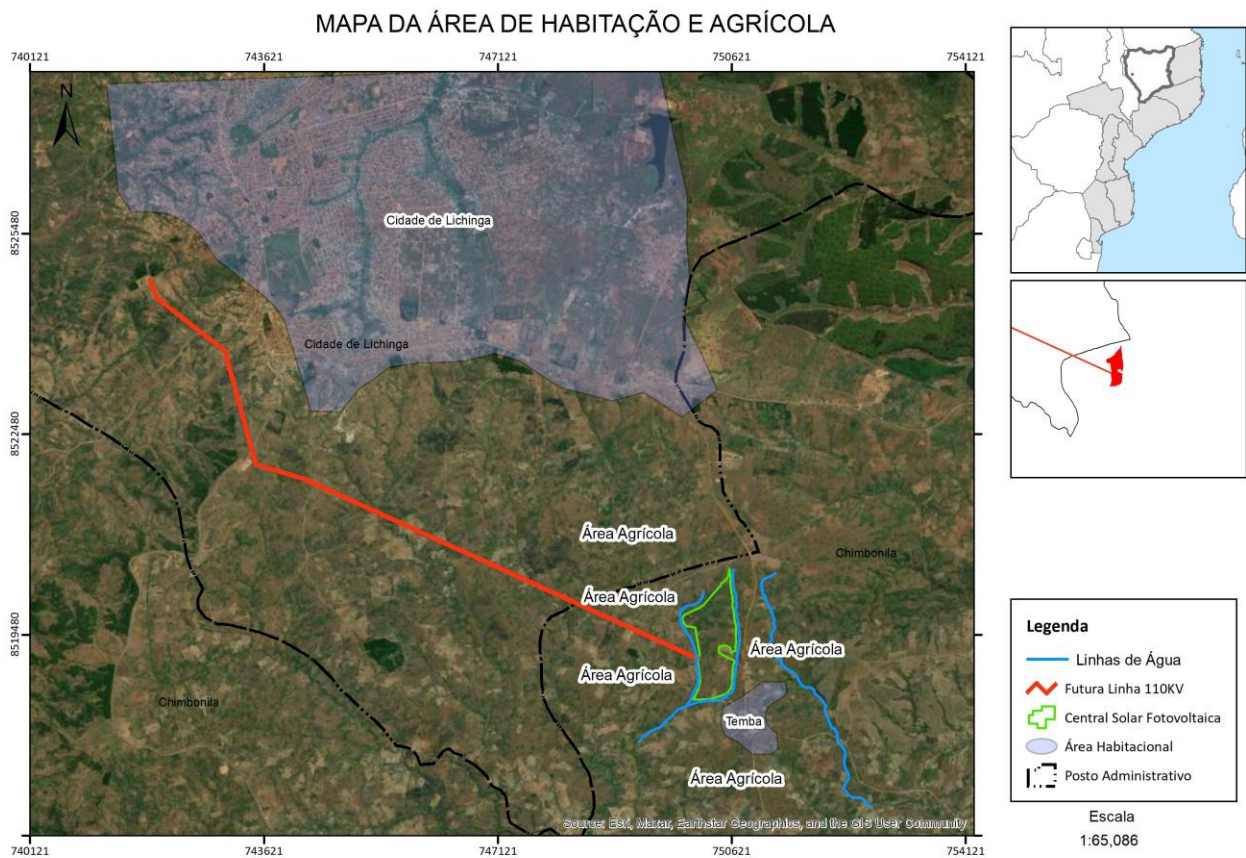 MAPA DA ÁREA DE HABITAÇÃO E AGRÍCOLA
740121 743621 747121 750621 754121
N
8525480
8522480
8519480
Cidade de Lichinga
Cidade de Lichinga
Área Agrícola
Chimbonila
Área Agrícola
Área Agrícola
Área Agrícola
Chimbonila
Temba
Área Agrícola
Source: Esri, Maxar, Earthstar Geographics, and the GIS User Community
740121 743621 747121 750621 754121
Legenda
Linhas de Água
Futura Linha 110KV
Central Solar Fotovoltaica
Área Habitacional
Posto Administrativo
Escala
1:65,086